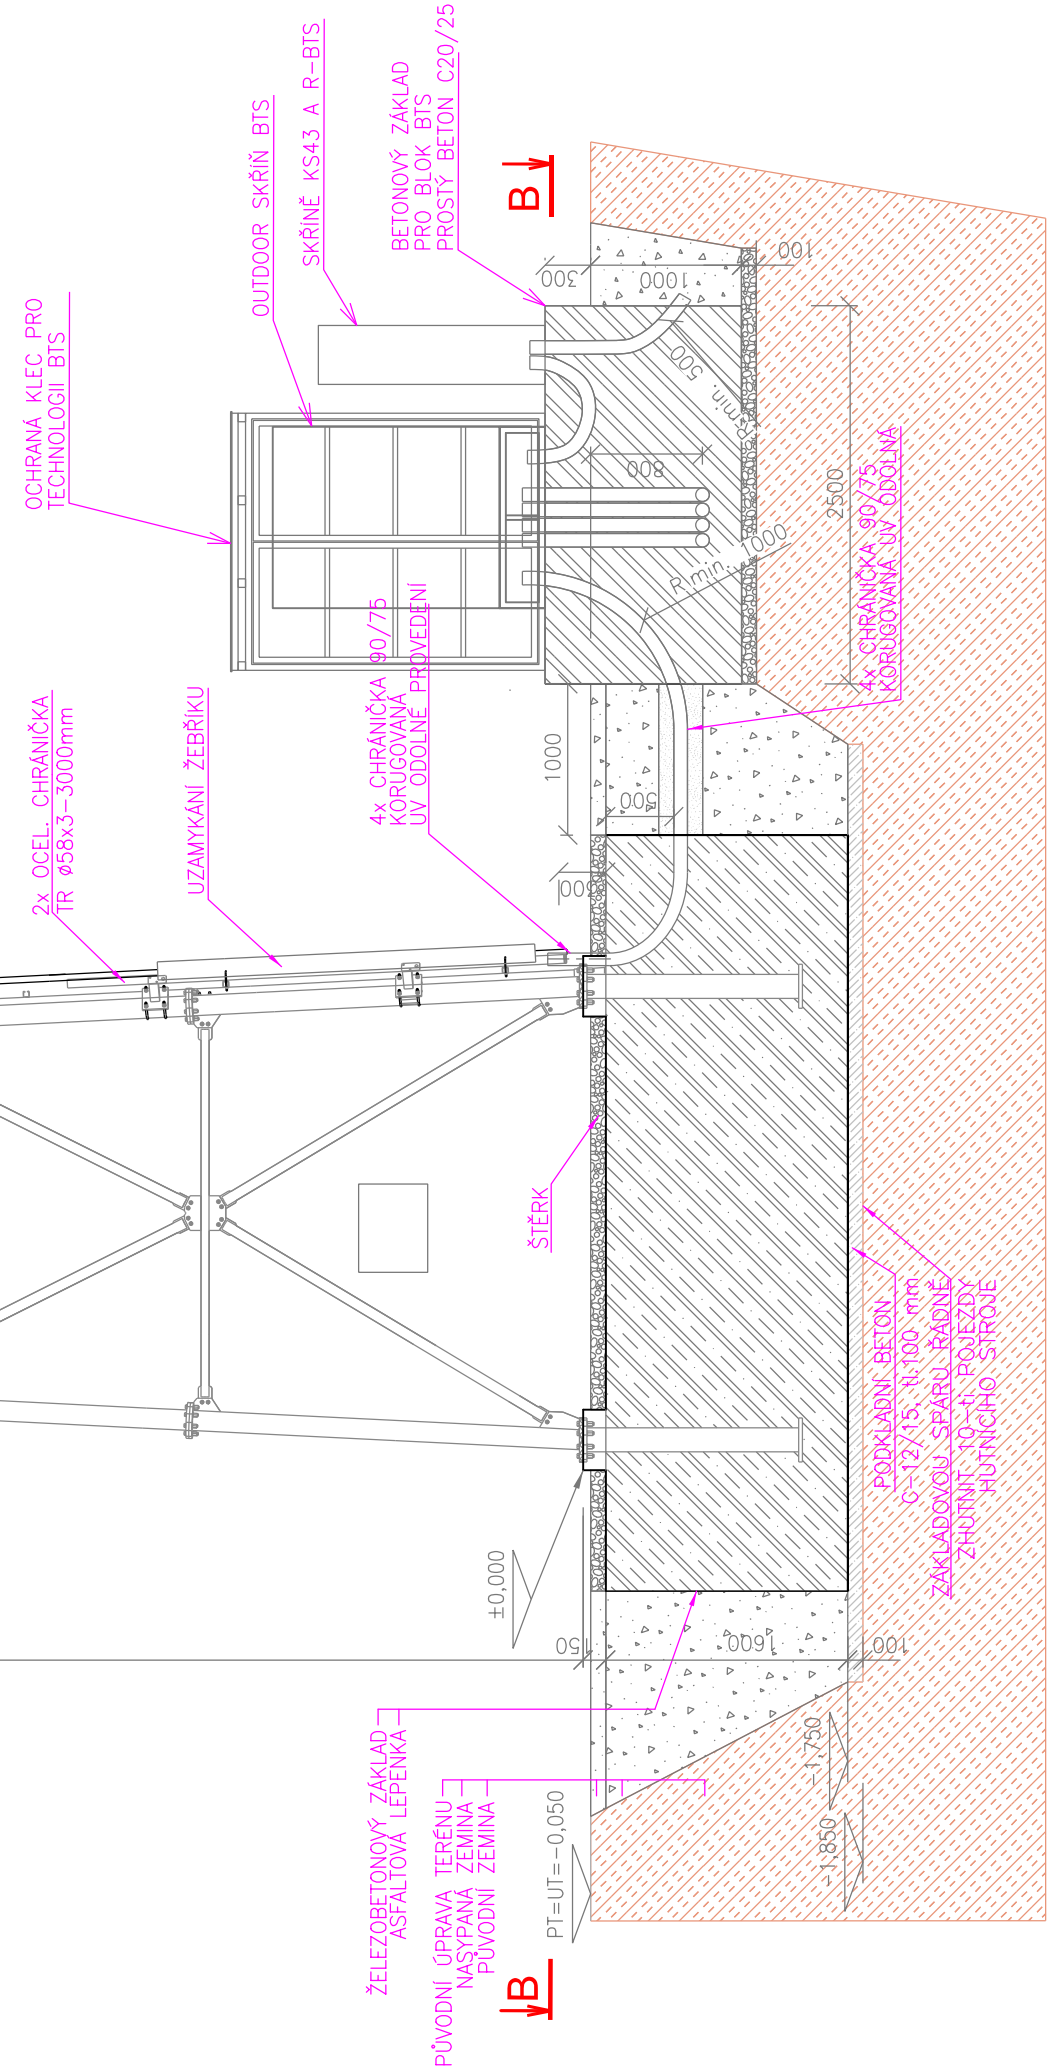 OCHRANÁ KLEC PRO
TECHNOLOGII BTS
OUTDOOR SKŘÍŇ BTS
SKŘÍNĚ KS43 A R-BTS
BETONOVÝ ZÁKLAD
PRO BLOK BTS
PROSTÝ BETON C20/25
B
300
1000
100
500
R min.
800
2500
R min. 1000
4x CHRÁNIČKA 90/75
KORUGOVANÁ UV ODOLNÁ
2x OCEL. CHRÁNIČKA
TR ø58x3-3000mm
UZAMYKÁNÍ ŽEBŘÍKU
4x CHRÁNIČKA 90/75
KORUGOVANÁ
UV ODOLNÉ PROVEDENÍ
1000
500
ŠTĚRK
PODKLADNÍ BETON
C-12/15, tl.100 mm
ZÁKLADOVOU SPÁRU ŘÁDNĚ
ZHUTNIT 10-ti POJEZDY
HUTNÍCÍHO STROJE
±0,000
150
1600
100
-1,750
-1,850
ŽELEZOBETONOVÝ ZÁKLAD
ASFALTOVÁ LEPENKA
PŮVODNÍ ÚPRAVA TERÉNU
NASYPANÁ ZEMINA
PŮVODNÍ ZEMINA
PT=UT=-0,050
B